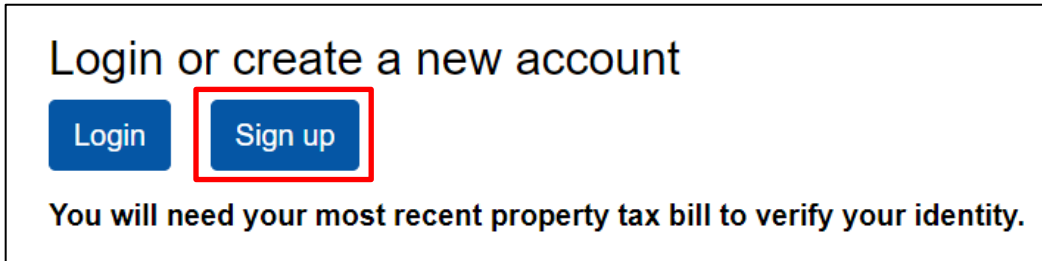 Login or create a new account
Login Sign up
You will need your most recent property tax bill to verify your identity.